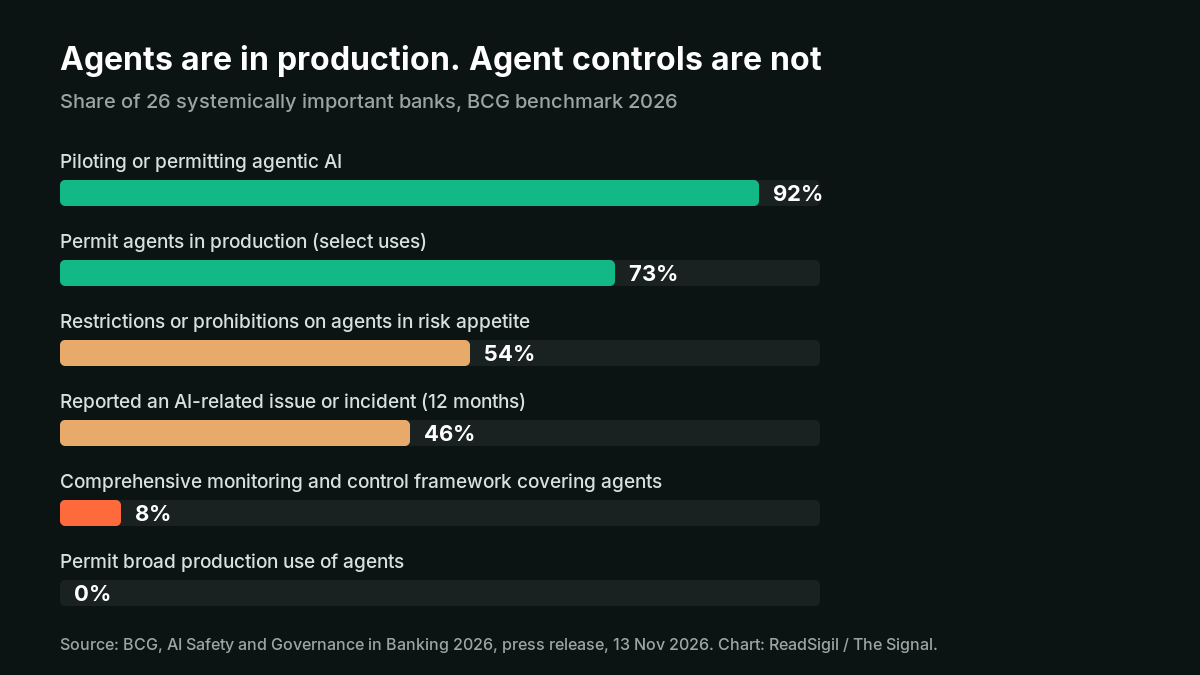 Agents are in production. Agent controls are not
Share of 26 systemically important banks, BCG benchmark 2026
Piloting or permitting agentic AI
92%
Permit agents in production (select uses)
73%
Restrictions or prohibitions on agents in risk appetite
54%
Reported an AI-related issue or incident (12 months)
46%
Comprehensive monitoring and control framework covering agents
8%
Permit broad production use of agents
0%
Source: BCG, AI Safety and Governance in Banking 2026, press release, 13 Nov 2026. Chart: ReadSigil / The Signal.